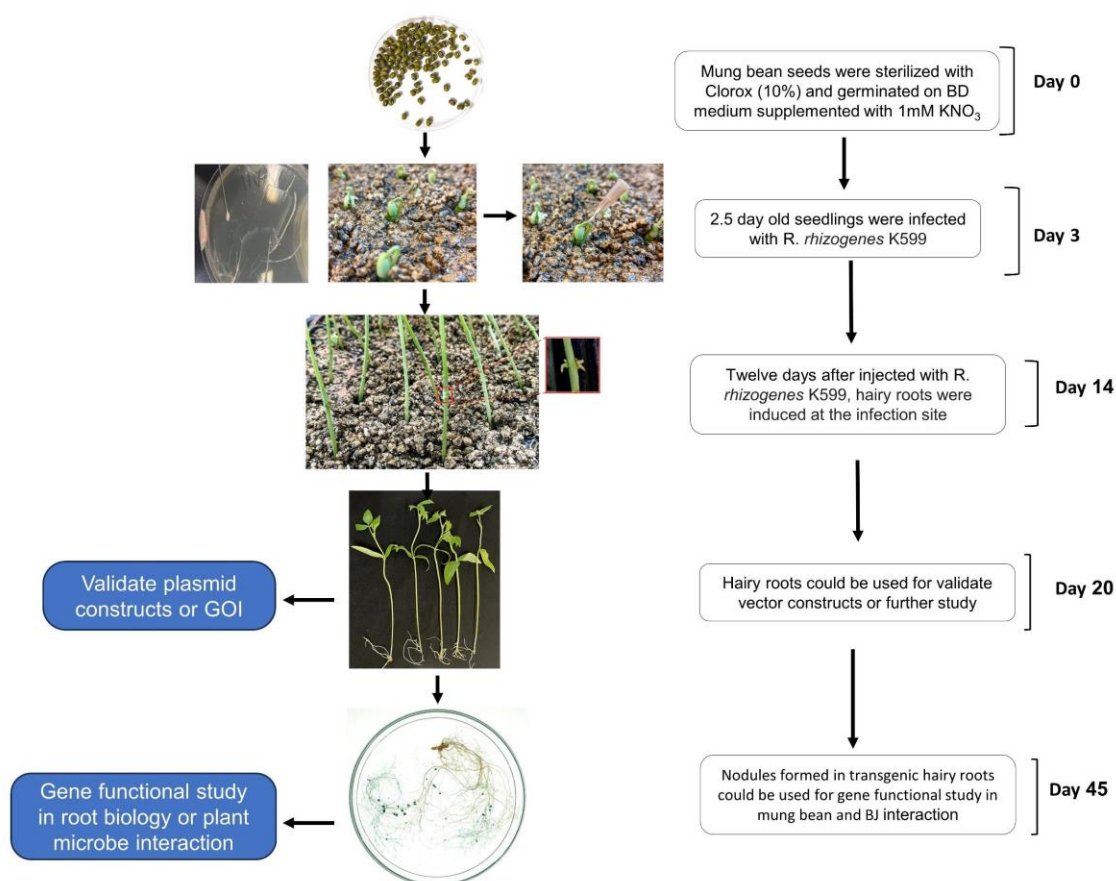 Mung bean seeds were sterilized with
Clorox (10%) and germinated on BD
medium supplemented with 1mM KNO₃
Day 0
2.5 day old seedlings were infected
with R. rhizogenes K599
Day 3
Twelve days after injected with R.
rhizogenes K599, hairy roots were
induced at the infection site
Day 14
Validate plasmid
constructs or GOI
Hairy roots could be used for validate
vector constructs or further study
Day 20
Gene functional study
in root biology or plant
microbe interaction
Nodules formed in transgenic hairy roots
could be used for gene functional study in
mung bean and BJ interaction
Day 45